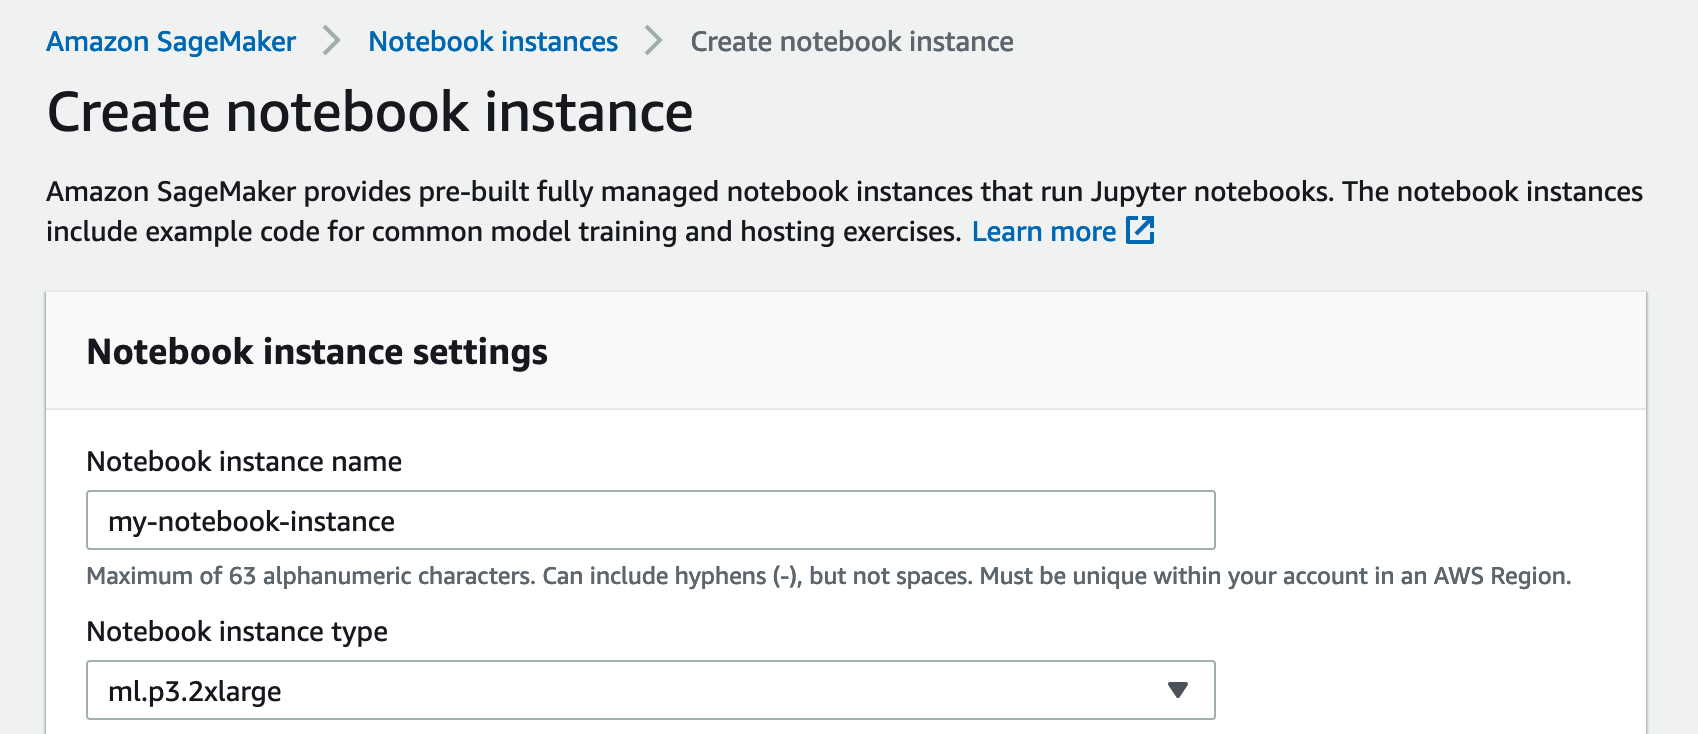 Amazon SageMaker > Notebook instances > Create notebook instance
Create notebook instance
Amazon SageMaker provides pre-built fully managed notebook instances that run Jupyter notebooks. The notebook instances
include example code for common model training and hosting exercises. Learn more
Notebook instance settings
Notebook instance name
my-notebook-instance
Maximum of 63 alphanumeric characters. Can include hyphens (-), but not spaces. Must be unique within your account in an AWS Region.
Notebook instance type
ml.p3.2xlarge